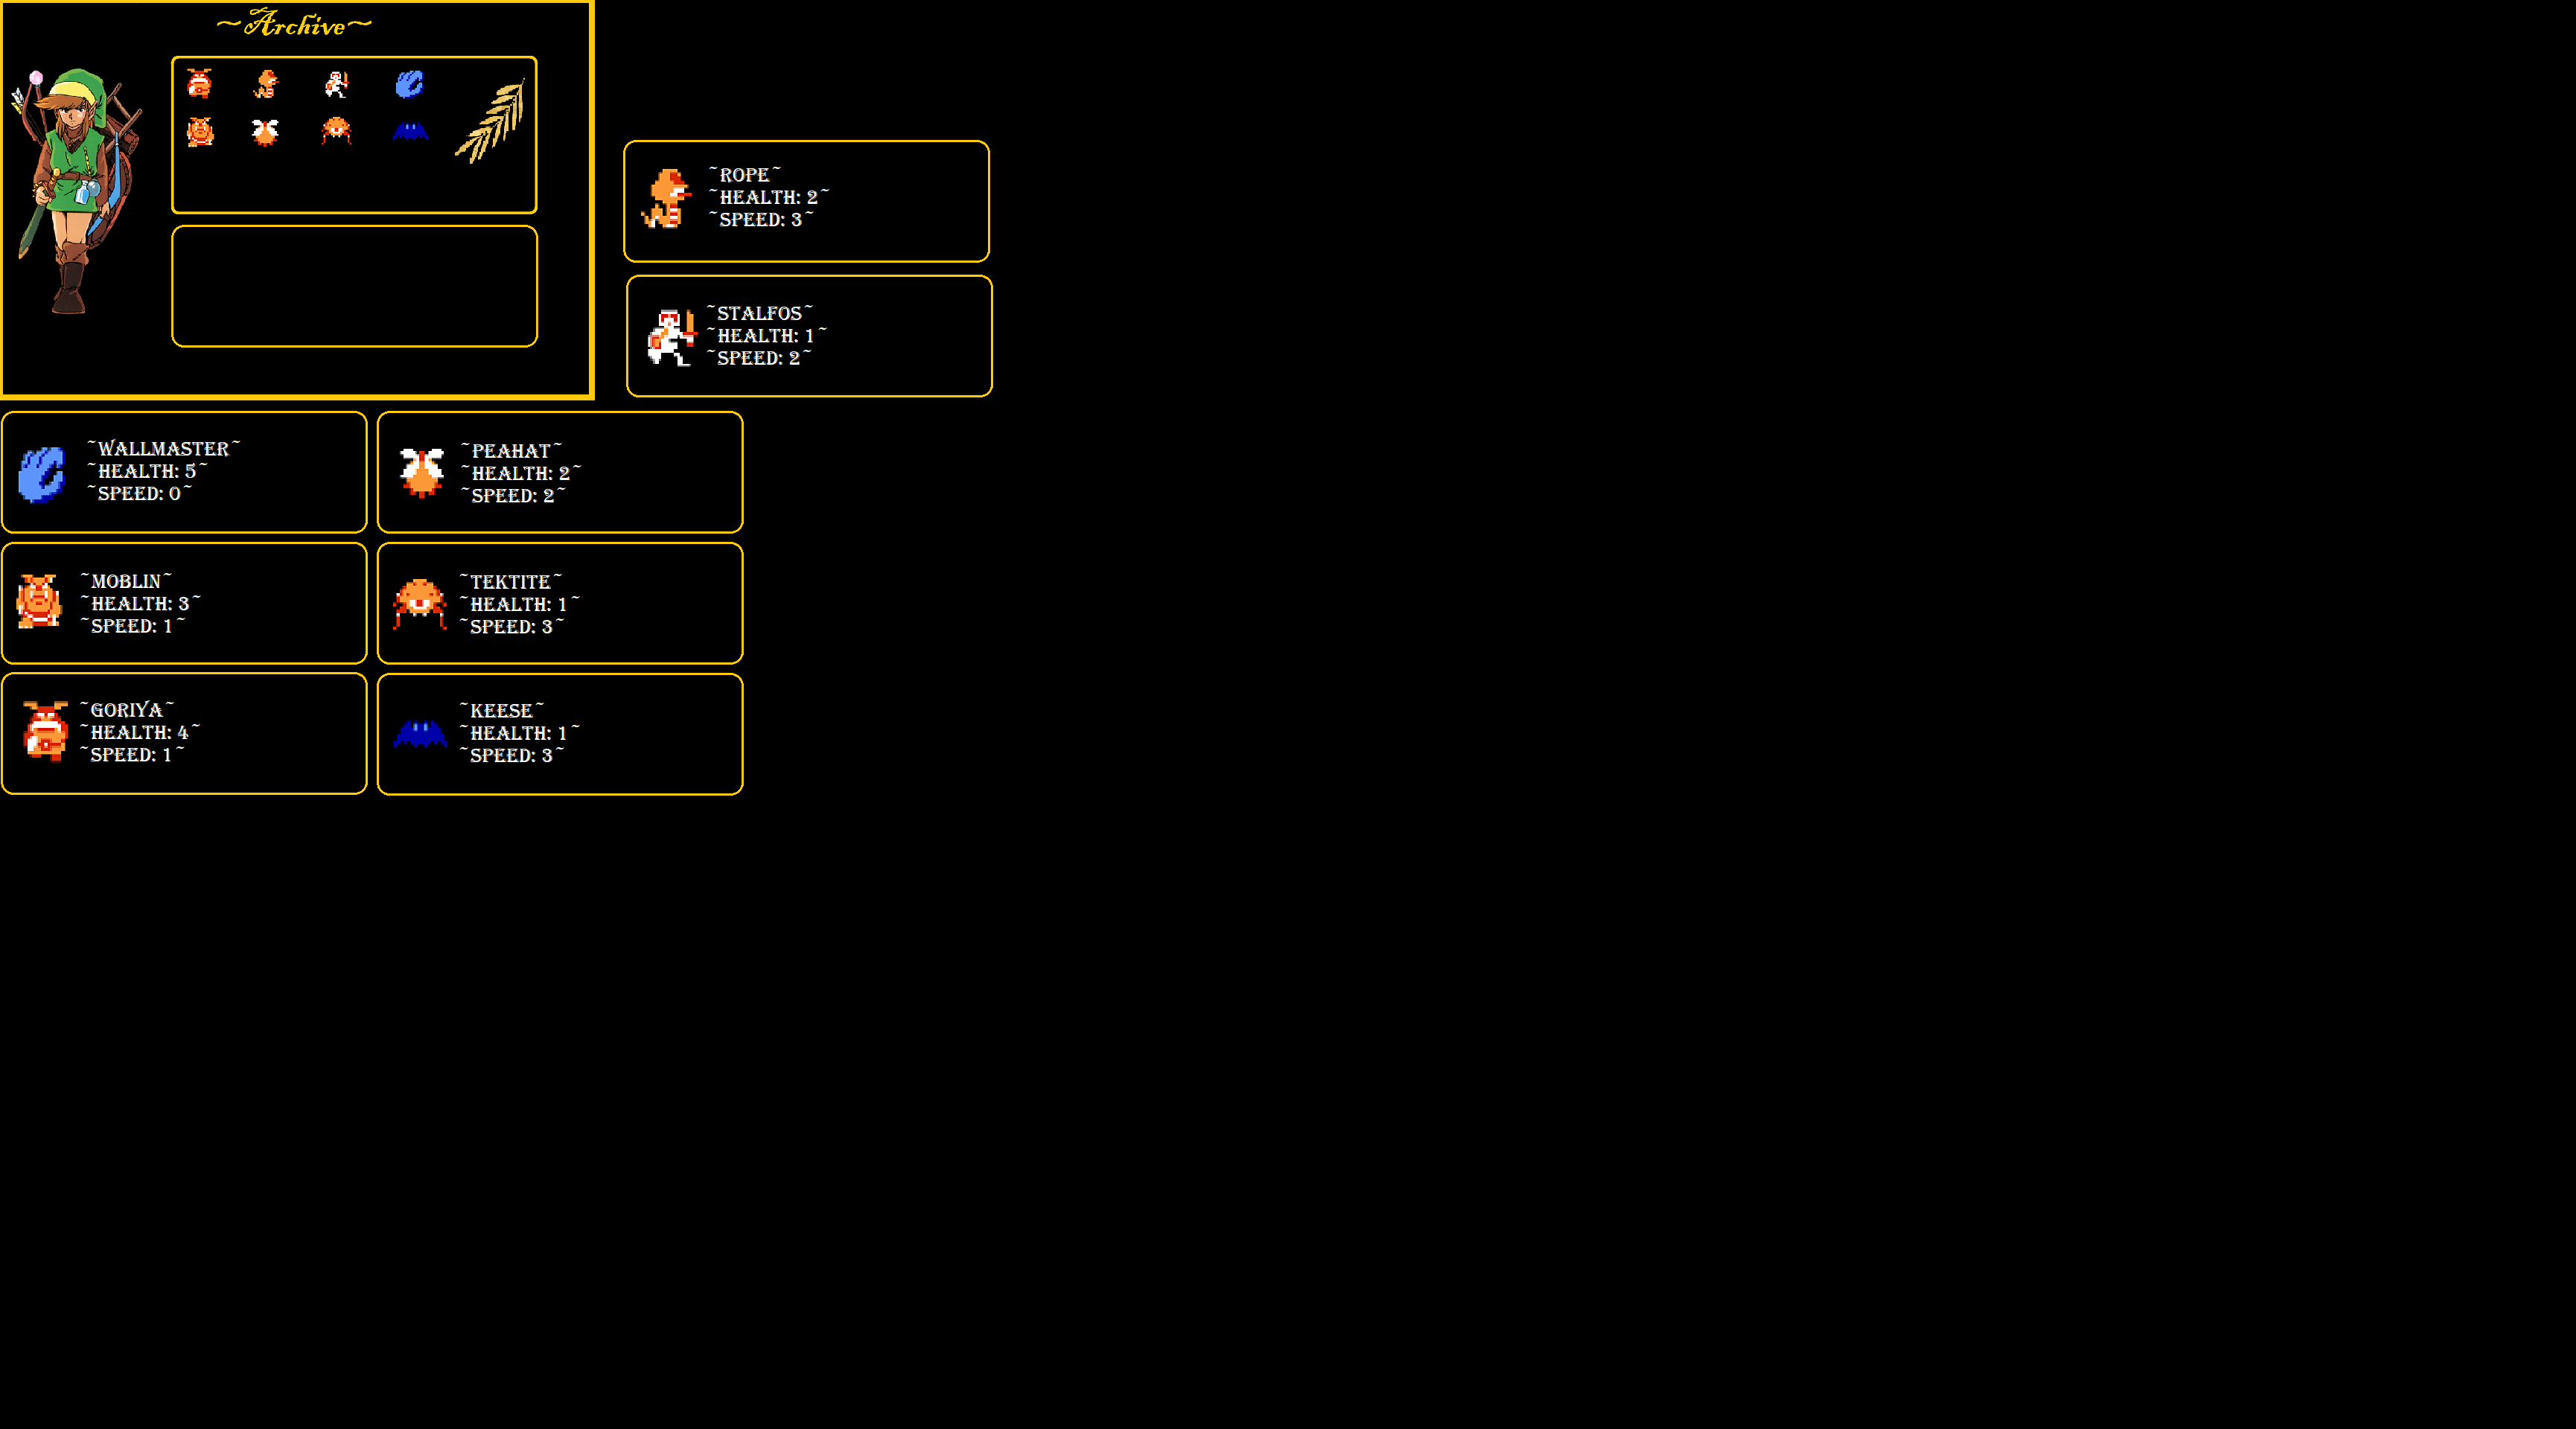 ~Archive~
~ROPE~
~HEALTH: 2~
~SPEED: 3~
~STALFOS~
~HEALTH: 1~
~SPEED: 2~
~WALLMASTER~
~HEALTH: 5~
~SPEED: 0~
~PEAHAT~
~HEALTH: 2~
~SPEED: 2~
~MOBLIN~
~HEALTH: 3~
~SPEED: 1~
~TEKTITE~
~HEALTH: 1~
~SPEED: 3~
~GORIYA~
~HEALTH: 4~
~SPEED: 1~
~KEESE~
~HEALTH: 1~
~SPEED: 3~